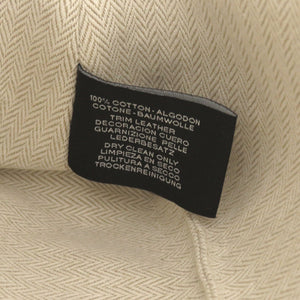 100% COTTON - ALGODON
COTONE - BAUMWOLLE
TRIM LEATHER
DECORACION CUERO
GUARNIZIONE PELLE
LEDERBESATZ
DRY CLEAN ONLY
LIMPIEZA EN SECO
PULITURA A SECCO
TROCKENREINIGUNG